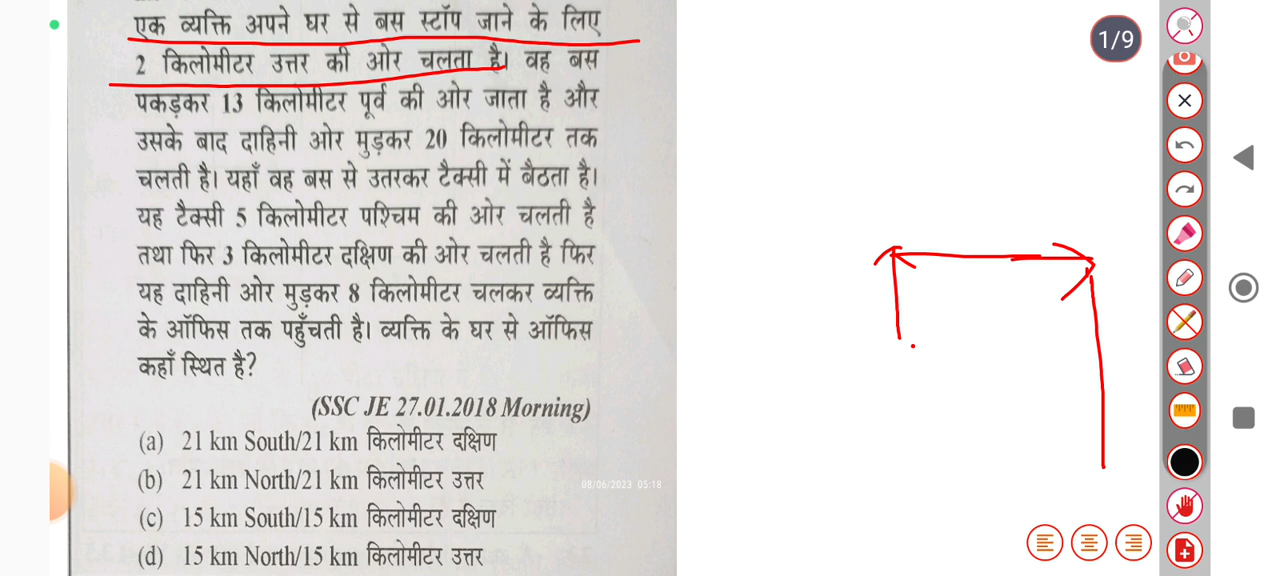 एक व्यक्ति अपने घर से बस स्टॉप जाने के लिए
2 किलोमीटर उत्तर की ओर चलता है। वह बस
पकड़कर 13 किलोमीटर पूर्व की ओर जाता है और
उसके बाद दाहिनी ओर मुड़कर 20 किलोमीटर तक
चलती है। यहाँ वह बस से उतरकर टैक्सी में बैठता है।
यह टैक्सी 5 किलोमीटर पश्चिम की ओर चलती है
तथा फिर 3 किलोमीटर दक्षिण की ओर चलती है फिर
यह दाहिनी ओर मुड़कर 8 किलोमीटर चलकर व्यक्ति
के ऑफिस तक पहुँचती है। व्यक्ति के घर से ऑफिस
कहाँ स्थित है?
(SSC JE 27.01.2018 Morning)
(a) 21 km South/21 km किलोमीटर दक्षिण
(b) 21 km North/21 km किलोमीटर उत्तर
(c) 15 km South/15 km किलोमीटर दक्षिण
(d) 15 km North/15 km किलोमीटर उत्तर
08/06/2023 05:18
1/9